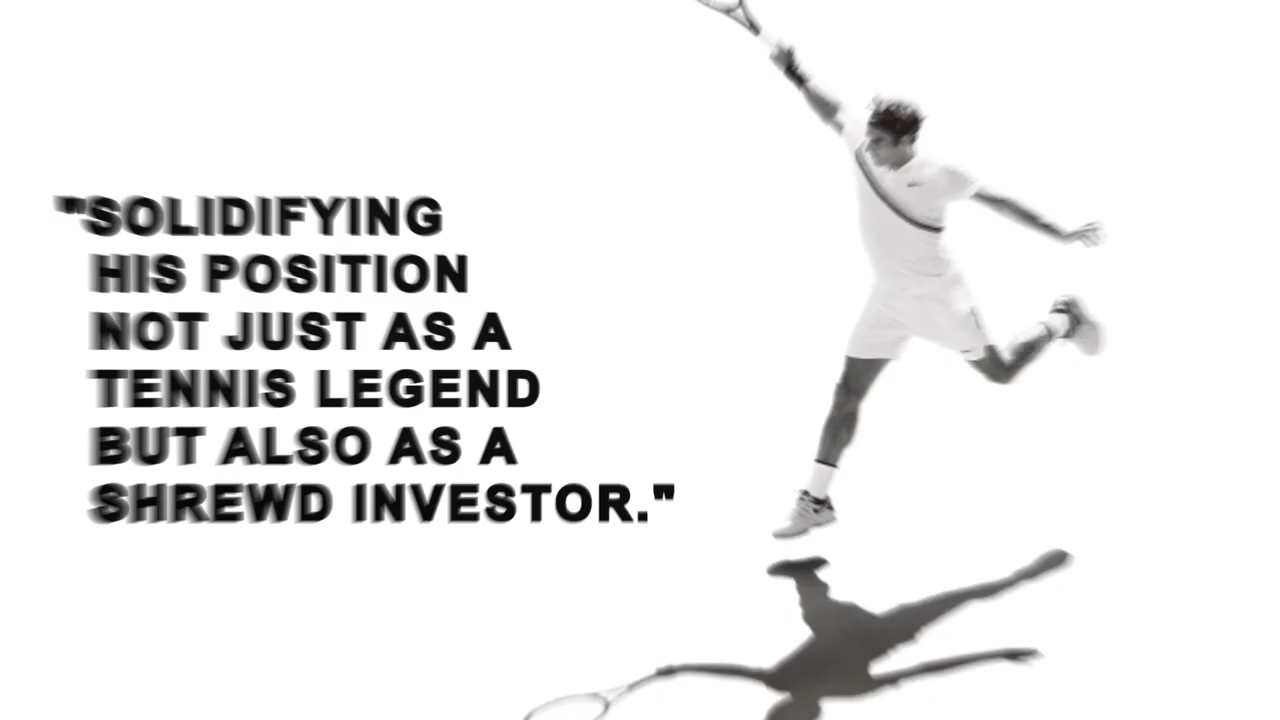 "SOLIDIFYING
HIS POSITION
NOT JUST AS A
TENNIS LEGEND
BUT ALSO AS A
SHREWD INVESTOR."